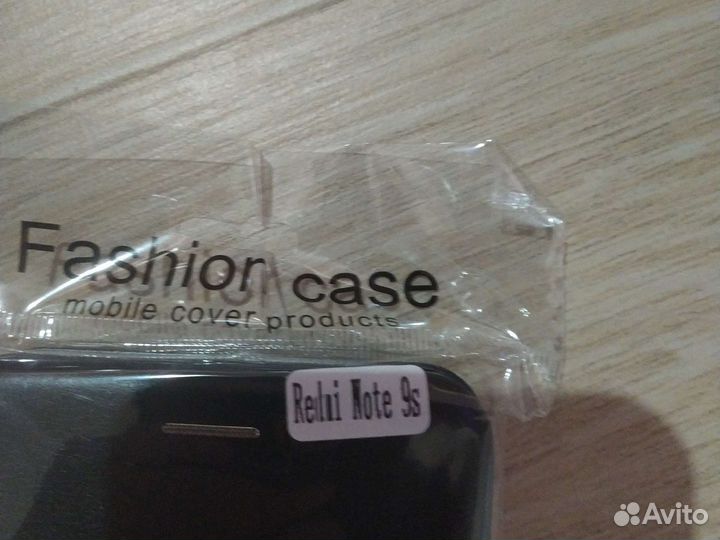 Fashion case
mobile cover products
Redmi Note 9s
Avito